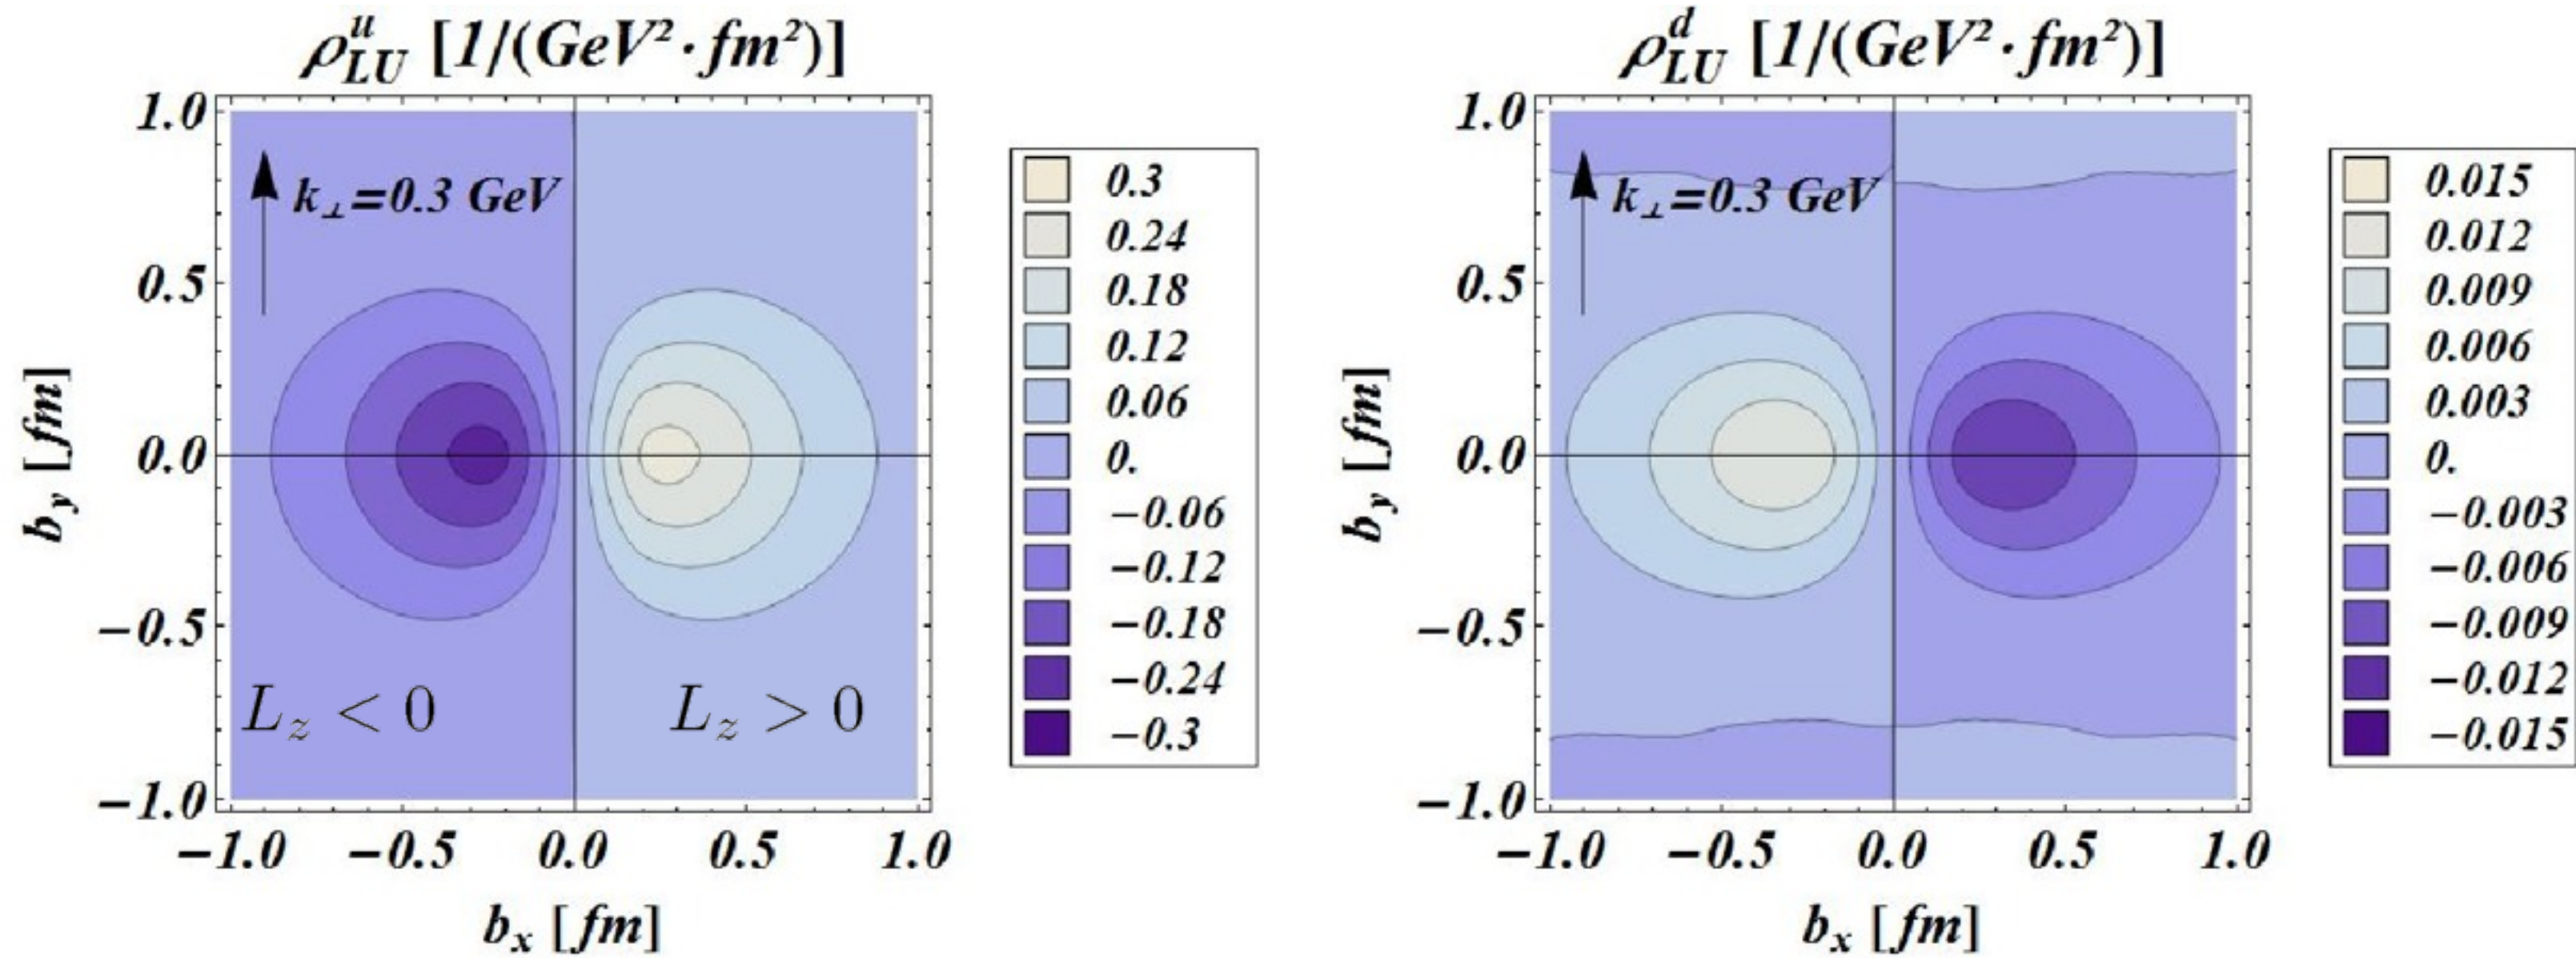 ρᵘ_LU [1/(GeV²·fm²)]
1.0
0.5
0.0
−0.5
−1.0
b_y [fm]
k_⊥=0.3 GeV
L_z < 0
L_z > 0
−1.0 −0.5 0.0 0.5 1.0
b_x [fm]
0.3
0.24
0.18
0.12
0.06
0.
−0.06
−0.12
−0.18
−0.24
−0.3
ρᵈ_LU [1/(GeV²·fm²)]
1.0
0.5
0.0
−0.5
−1.0
b_y [fm]
k_⊥=0.3 GeV
−1.0 −0.5 0.0 0.5 1.0
b_x [fm]
0.015
0.012
0.009
0.006
0.003
0.
−0.003
−0.006
−0.009
−0.012
−0.015